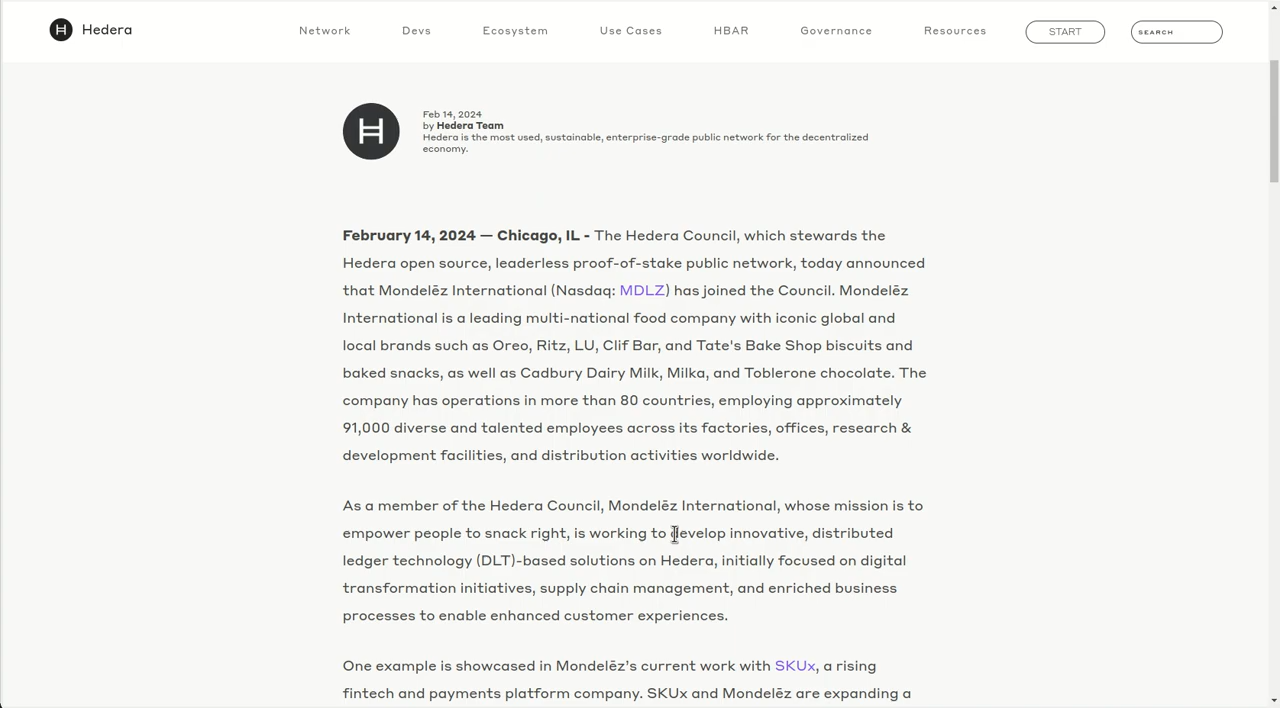 Hedera
Network
Devs
Ecosystem
Use Cases
HBAR
Governance
Resources
START
SEARCH
Feb 14, 2024
by Hedera Team
Hedera is the most used, sustainable, enterprise-grade public network for the decentralized
economy.
February 14, 2024 — Chicago, IL - The Hedera Council, which stewards the
Hedera open source, leaderless proof-of-stake public network, today announced
that Mondelēz International (Nasdaq: MDLZ) has joined the Council. Mondelēz
International is a leading multi-national food company with iconic global and
local brands such as Oreo, Ritz, LU, Clif Bar, and Tate's Bake Shop biscuits and
baked snacks, as well as Cadbury Dairy Milk, Milka, and Toblerone chocolate. The
company has operations in more than 80 countries, employing approximately
91,000 diverse and talented employees across its factories, offices, research &
development facilities, and distribution activities worldwide.
As a member of the Hedera Council, Mondelēz International, whose mission is to
empower people to snack right, is working to develop innovative, distributed
ledger technology (DLT)-based solutions on Hedera, initially focused on digital
transformation initiatives, supply chain management, and enriched business
processes to enable enhanced customer experiences.
One example is showcased in Mondelēz's current work with SKUx, a rising
fintech and payments platform company. SKUx and Mondelēz are expanding a